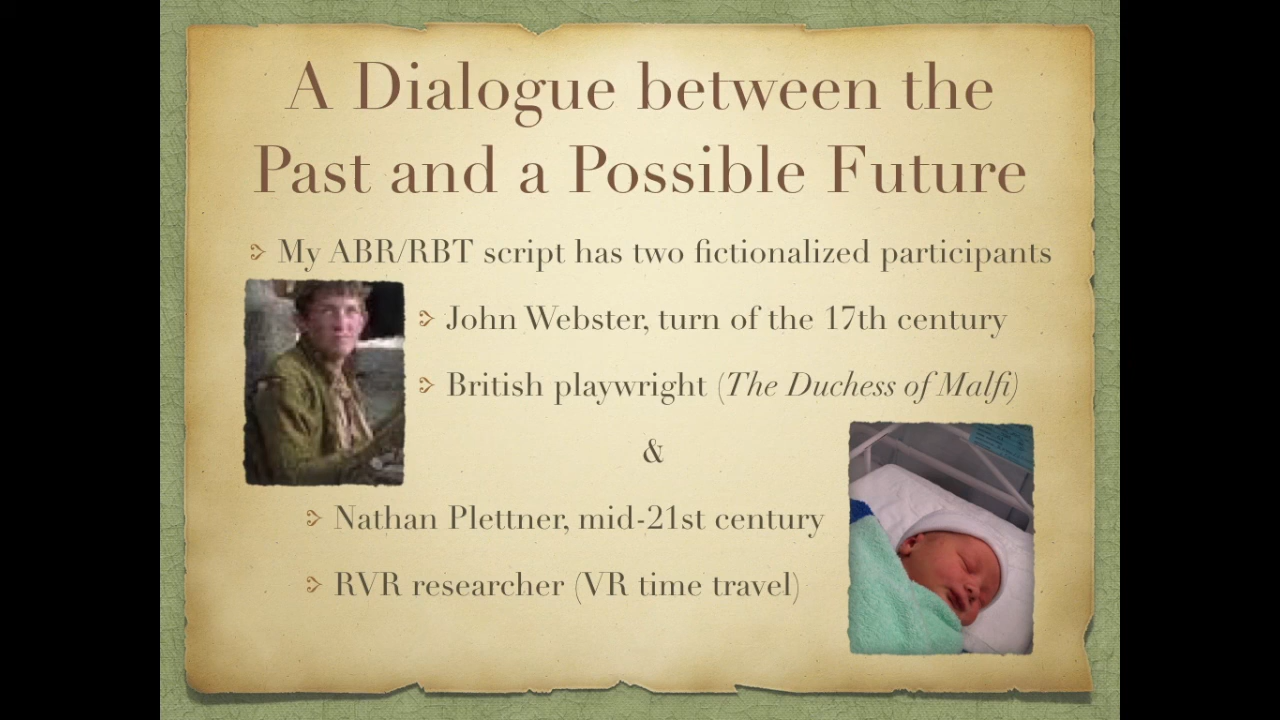 A Dialogue between the
Past and a Possible Future
My ABR/RBT script has two fictionalized participants
John Webster, turn of the 17th century
British playwright (The Duchess of Malfi)
&
Nathan Plettner, mid-21st century
RVR researcher (VR time travel)